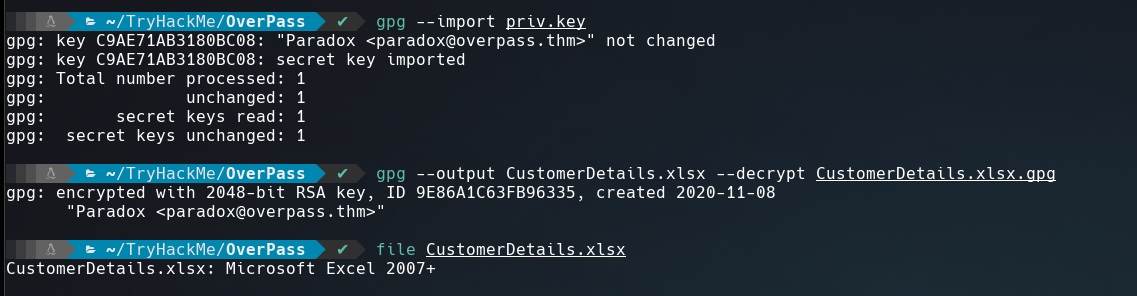 ~/TryHackMe/OverPass ✔ gpg --import priv.key
gpg: key C9AE71AB3180BC08: "Paradox <paradox@overpass.thm>" not changed
gpg: key C9AE71AB3180BC08: secret key imported
gpg: Total number processed: 1
gpg:              unchanged: 1
gpg:       secret keys read: 1
gpg:  secret keys unchanged: 1
~/TryHackMe/OverPass ✔ gpg --output CustomerDetails.xlsx --decrypt CustomerDetails.xlsx.gpg
gpg: encrypted with 2048-bit RSA key, ID 9E86A1C63FB96335, created 2020-11-08
      "Paradox <paradox@overpass.thm>"
~/TryHackMe/OverPass ✔ file CustomerDetails.xlsx
CustomerDetails.xlsx: Microsoft Excel 2007+